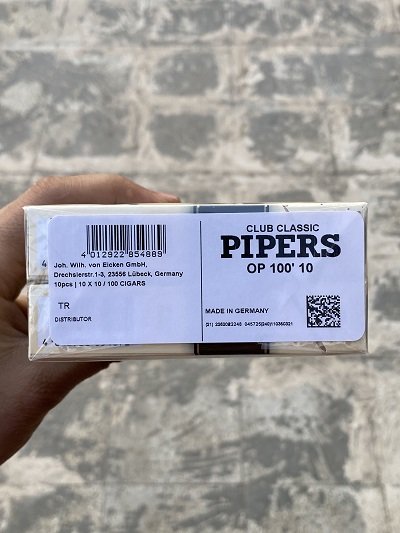 4 012922 854889
Joh. Wilh. von Eicken GmbH,
Drechslerstr.1-3, 23556 Lübeck, Germany
10pcs | 10 X 10 / 100 CIGARS
TR
DISTRIBUTOR
CLUB CLASSIC
PIPERS
OP 100' 10
MADE IN GERMANY